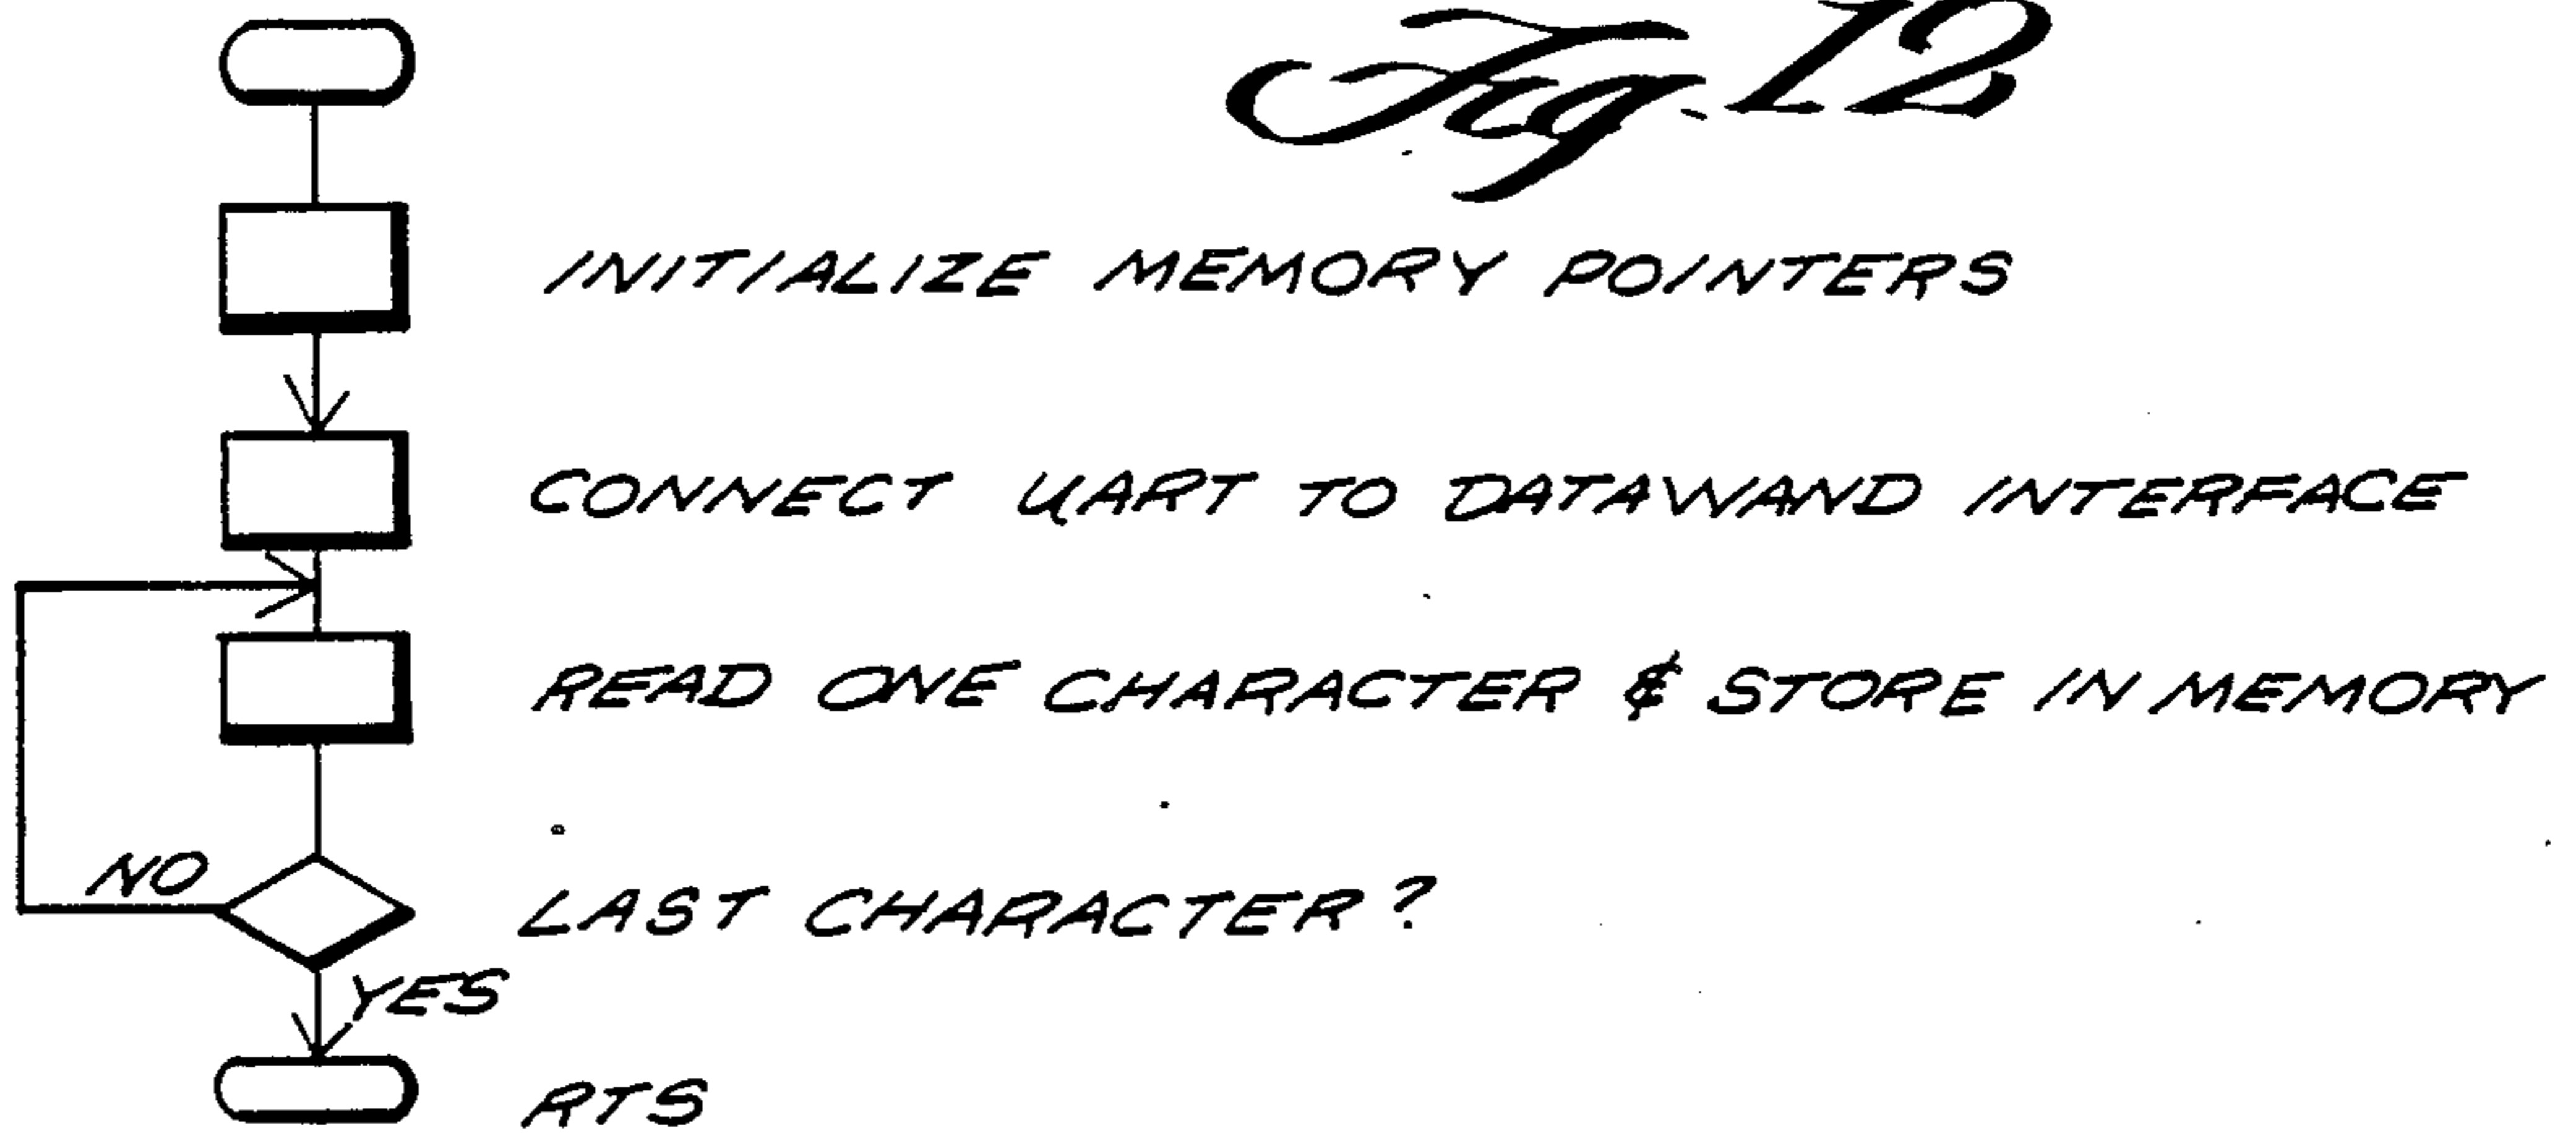 Fig. 12
INITIALIZE MEMORY POINTERS
CONNECT UART TO DATAWAND INTERFACE
READ ONE CHARACTER & STORE IN MEMORY
NO
LAST CHARACTER?
YES
RTS